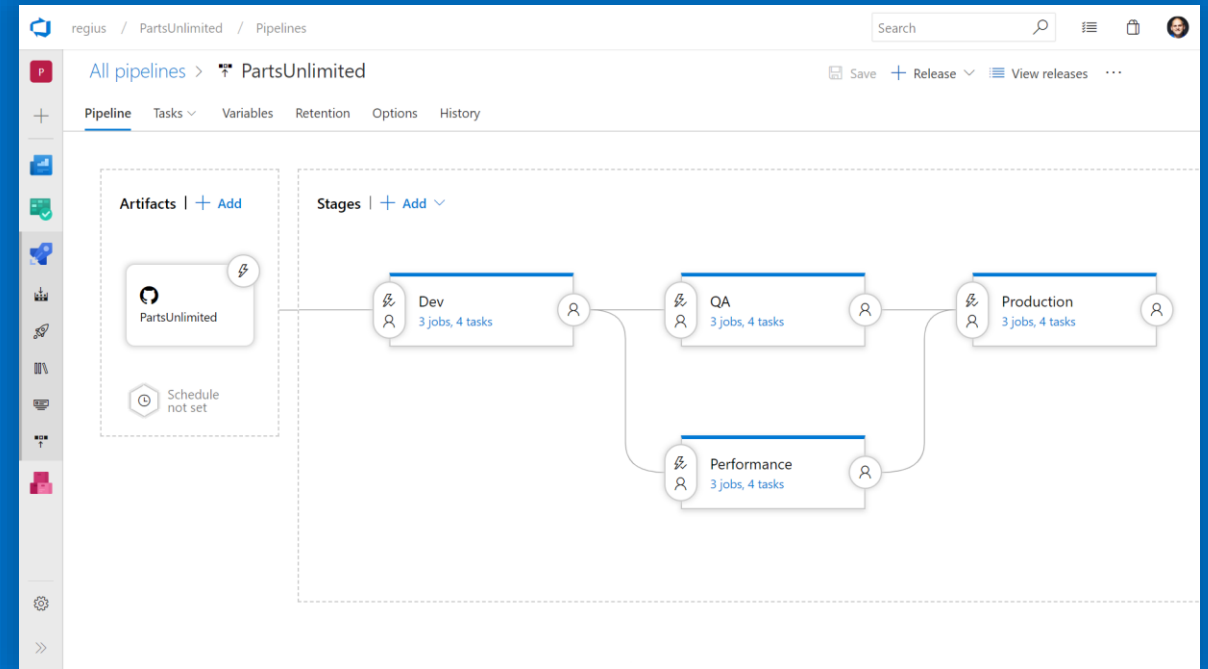 regius / PartsUnlimited / Pipelines
Search
P
All pipelines > PartsUnlimited
Save + Release View releases ...
Pipeline Tasks Variables Retention Options History
Artifacts | + Add
Stages | + Add
PartsUnlimited
Schedule
not set
Dev
3 jobs, 4 tasks
QA
3 jobs, 4 tasks
Production
3 jobs, 4 tasks
Performance
3 jobs, 4 tasks